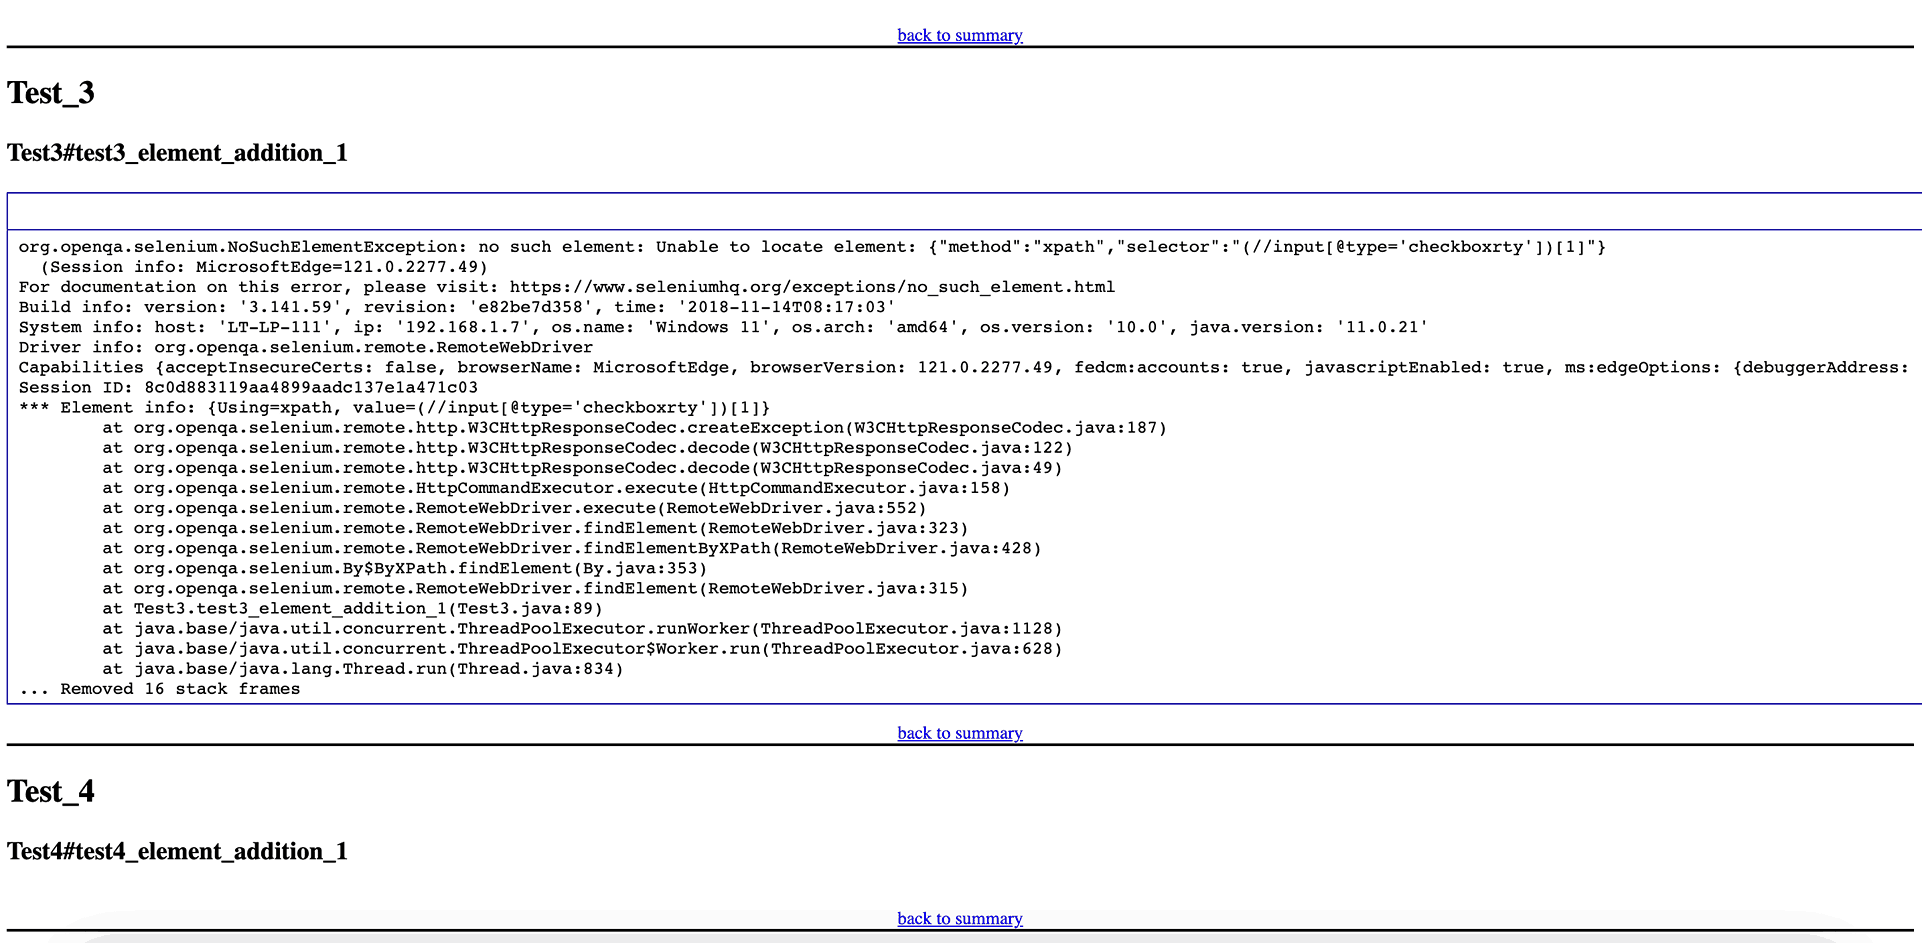 back to summary
Test_3
Test3#test3_element_addition_1
org.openqa.selenium.NoSuchElementException: no such element: Unable to locate element: {"method":"xpath","selector":"(//input[@type='checkboxrty'])[1]"}
  (Session info: MicrosoftEdge=121.0.2277.49)
For documentation on this error, please visit: https://www.seleniumhq.org/exceptions/no_such_element.html
Build info: version: '3.141.59', revision: 'e82be7d358', time: '2018-11-14T08:17:03'
System info: host: 'LT-LP-111', ip: '192.168.1.7', os.name: 'Windows 11', os.arch: 'amd64', os.version: '10.0', java.version: '11.0.21'
Driver info: org.openqa.selenium.remote.RemoteWebDriver
Capabilities {acceptInsecureCerts: false, browserName: MicrosoftEdge, browserVersion: 121.0.2277.49, fedcm:accounts: true, javascriptEnabled: true, ms:edgeOptions: {debuggerAddress:
Session ID: 8c0d883119aa4899aadc137e1a471c03
*** Element info: {Using=xpath, value=(//input[@type='checkboxrty'])[1]}
        at org.openqa.selenium.remote.http.W3CHttpResponseCodec.createException(W3CHttpResponseCodec.java:187)
        at org.openqa.selenium.remote.http.W3CHttpResponseCodec.decode(W3CHttpResponseCodec.java:122)
        at org.openqa.selenium.remote.http.W3CHttpResponseCodec.decode(W3CHttpResponseCodec.java:49)
        at org.openqa.selenium.remote.HttpCommandExecutor.execute(HttpCommandExecutor.java:158)
        at org.openqa.selenium.remote.RemoteWebDriver.execute(RemoteWebDriver.java:552)
        at org.openqa.selenium.remote.RemoteWebDriver.findElement(RemoteWebDriver.java:323)
        at org.openqa.selenium.remote.RemoteWebDriver.findElementByXPath(RemoteWebDriver.java:428)
        at org.openqa.selenium.By$ByXPath.findElement(By.java:353)
        at org.openqa.selenium.remote.RemoteWebDriver.findElement(RemoteWebDriver.java:315)
        at Test3.test3_element_addition_1(Test3.java:89)
        at java.base/java.util.concurrent.ThreadPoolExecutor.runWorker(ThreadPoolExecutor.java:1128)
        at java.base/java.util.concurrent.ThreadPoolExecutor$Worker.run(ThreadPoolExecutor.java:628)
        at java.base/java.lang.Thread.run(Thread.java:834)
... Removed 16 stack frames
back to summary
Test_4
Test4#test4_element_addition_1
back to summary